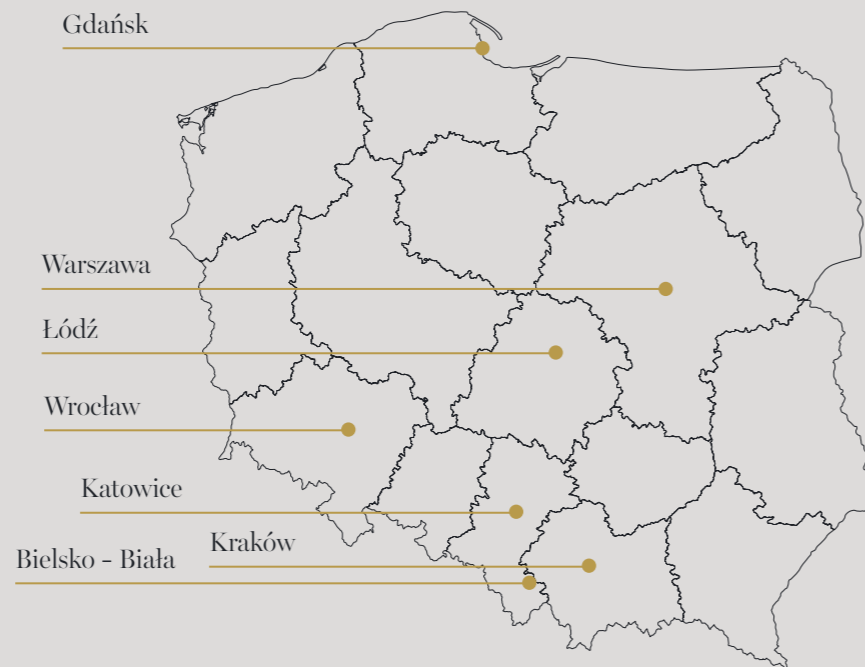 Gdańsk
Warszawa
Łódź
Wrocław
Katowice
Kraków
Bielsko - Biała